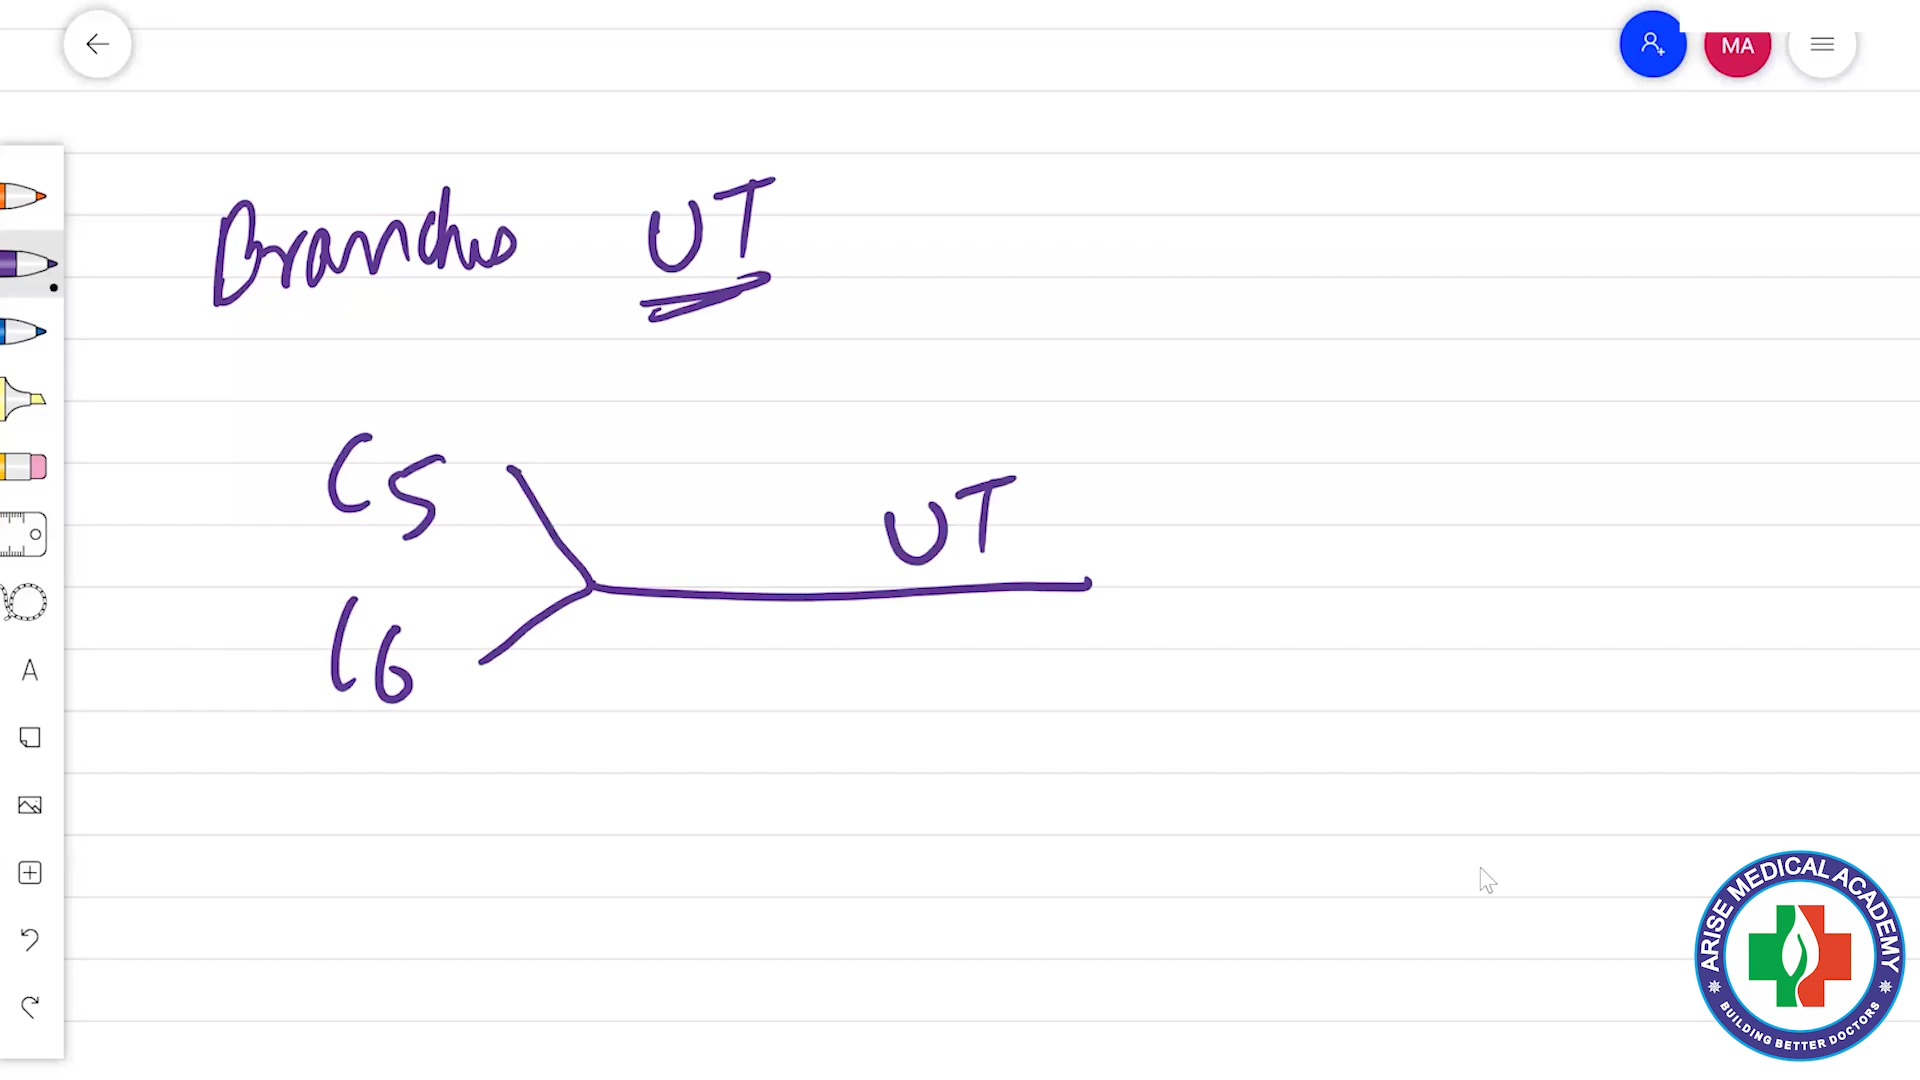 MA
Branches UT
C5
UT
C6
A
ARISE MEDICAL ACADEMY
BUILDING BETTER DOCTORS